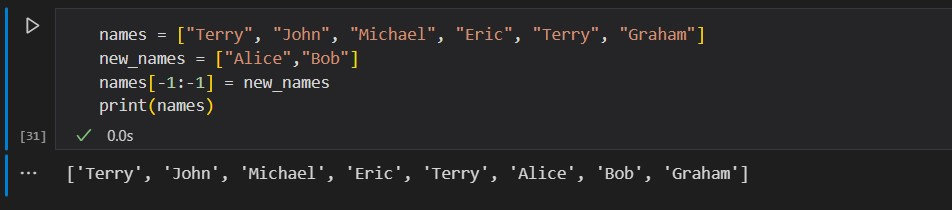 names = ["Terry", "John", "Michael", "Eric", "Terry", "Graham"]
new_names = ["Alice","Bob"]
names[-1:-1] = new_names
print(names)
[31] ✓ 0.0s
... ['Terry', 'John', 'Michael', 'Eric', 'Terry', 'Alice', 'Bob', 'Graham']